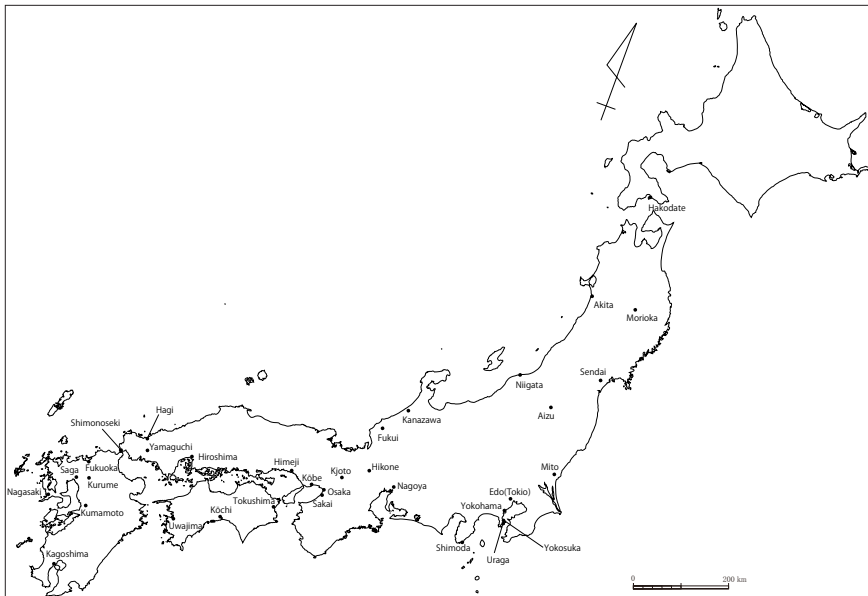 Hakodate
Akita
Morioka
Sendai
Niigata
Aizu
Kanazawa
Fukui
Hagi
Shimonoseki
Yamaguchi
Hiroshima
Himeji
Kjoto
Hikone
Mito
Fukuoka
Saga
Kōbe
Kurume
Nagasaki
Osaka
Nagoya
Edo(Tokio)
Tokushima
Sakai
Kōchi
Kumamoto
Yokohama
Uwajima
Shimoda
Yokosuka
Uraga
Kagoshima
0 200 km